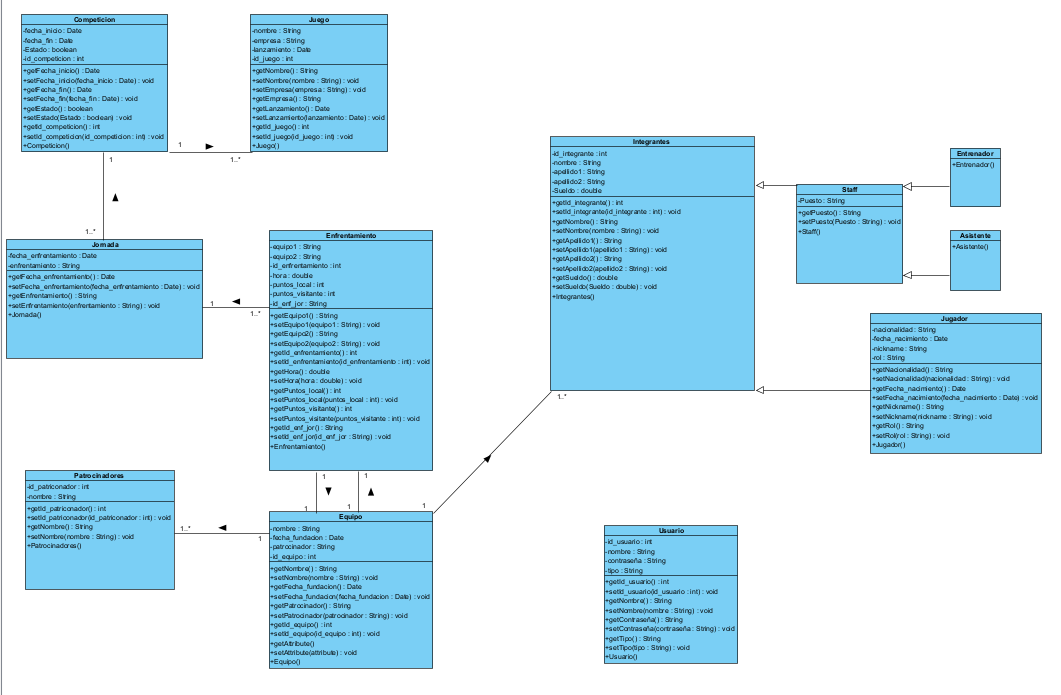 Competicion
-fecha_inicio : Date
-fecha_fin : Date
-Estado : boolean
-id_competicion : int
+getFecha_inicio() : Date
+setFecha_inicio(fecha_inicio : Date) : void
+getFecha_fin() : Date
+setFecha_fin(fecha_fin : Date) : void
+getEstado() : boolean
+setEstado(Estado : boolean) : void
+getId_competicion() : int
+setId_competicion(id_competicion : int) : void
+Competicion()
1
1..*
1
1..*
Juego
-nombre : String
-empresa : String
-lanzamiento : Date
-id_juego : int
+getNombre() : String
+setNombre(nombre : String) : void
+setEmpresa(empresa : String) : void
+getEmpresa() : String
+getLanzamiento() : Date
+setLanzamiento(lanzamiento : Date) : void
+getId_juego() : int
+setId_juego(id_juego : int) : void
+Juego()
Jornada
-fecha_enfrentamiento : Date
-enfrentamiento : String
+getFecha_enfrentamiento() : Date
+setFecha_enfrentamiento(fecha_enfrentamiento : Date) : void
+getEnfrentamiento() : String
+setEnfrentamiento(enfrentamiento : String) : void
+Jornada()
1
1..*
Enfrentamiento
-equipo1 : String
-equipo2 : String
-id_enfrentamiento : int
-hora : double
-puntos_local : int
-puntos_visitante : int
-id_enf_jor : String
+getEquipo1() : String
+setEquipo1(equipo1 : String) : void
+getEquipo2() : String
+setEquipo2(equipo2 : String) : void
+getId_enfrentamiento() : int
+setId_enfrentamiento(id_enfrentamiento : int) : void
+getHora() : double
+setHora(hora : double) : void
+getPuntos_local() : int
+setPuntos_local(puntos_local : int) : void
+getPuntos_visitante() : int
+setPuntos_visitante(puntos_visitante : int) : void
+getId_enf_jor() : String
+setId_enf_jor(id_enf_jor : String) : void
+Enfrentamiento()
1
1
1
1
Patrocinadores
-id_patriconador : int
-nombre : String
+getId_patriconador() : int
+setId_patriconador(id_patriconador : int) : void
+getNombre() : String
+setNombre(nombre : String) : void
+Patrocinadores()
1..*
1
Equipo
-nombre : String
-fecha_fundacion : Date
-patrocinador : String
-id_equipo : int
+getNombre() : String
+setNombre(nombre : String) : void
+getFecha_fundacion() : Date
+setFecha_fundacion(fecha_fundacion : Date) : void
+getPatrocinador() : String
+setPatrocinador(patrocinador : String) : void
+getId_equipo() : int
+setId_equipo(id_equipo : int) : void
+getAttribute()
+setAttribute(attribute) : void
+Equipo()
1
1..*
Integrantes
-id_integrante : int
-nombre : String
-apellido1 : String
-apellido2 : String
-Sueldo : double
+getId_integrante() : int
+setId_integrante(id_integrante : int) : void
+getNombre() : String
+setNombre(nombre : String) : void
+getApellido1() : String
+setApellido1(apellido1 : String) : void
+getApellido2() : String
+setApellido2(apellido2 : String) : void
+getSueldo() : double
+setSueldo(Sueldo : double) : void
+Integrantes()
Staff
-Puesto : String
+getPuesto() : String
+setPuesto(Puesto : String) : void
+Staff()
Entrenador
+Entrenador()
Asistente
+Asistente()
Jugador
-nacionalidad : String
-fecha_nacimiento : Date
-nickname : String
-rol : String
+getNacionalidad() : String
+setNacionalidad(nacionalidad : String) : void
+getFecha_nacimiento() : Date
+setFecha_nacimiento(fecha_nacimiento : Date) : void
+getNickname() : String
+setNickname(nickname : String) : void
+getRol() : String
+setRol(rol : String) : void
+Jugador()
Usuario
-id_usuario : int
-nombre : String
-contraseña : String
-tipo : String
+getId_usuario() : int
+setId_usuario(id_usuario : int) : void
+getNombre() : String
+setNombre(nombre : String) : void
+getContraseña() : String
+setContraseña(contraseña : String) : void
+getTipo() : String
+setTipo(tipo : String) : void
+Usuario()